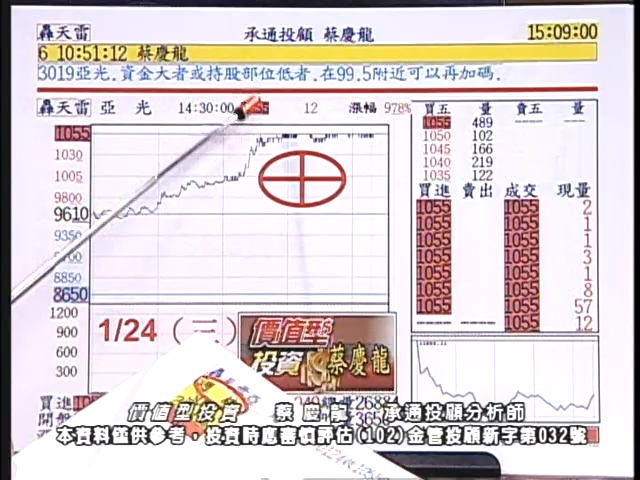 轟天雷 承通投顧 蔡慶龍 15:09:00
6 10:51:12 蔡慶龍
3019亞光.資金大者或持股部位低者.在99.5附近可以再加碼.
轟天雷 亞 光 14:30:00 12 漲幅 978%
買五 量 賣五 量
1055 489
1050 102
1045 166
1040 219
1035 122
買進 賣出 成交 現量
1055 1055 2
1055 1055 1
1055 1055 1
1055 1055 3
1055 1055 1
1055 1055 8
1055 1055 57
1055 12
1055
1030
1005
9800
9610
9350
8850
8650
1200
900
600
300
1/24 (三)
價值型
投資 蔡慶龍
買進
價值型投資 蔡慶龍 承通投顧分析師
本資料僅供參考，投資時應審慎評估(102)金管投顧新字第032號